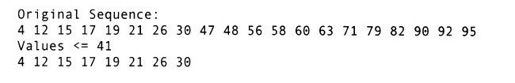 Original Sequence:
4 12 15 17 19 21 26 30 47 48 56 58 60 63 71 79 82 90 92 95
Values <= 41
4 12 15 17 19 21 26 30